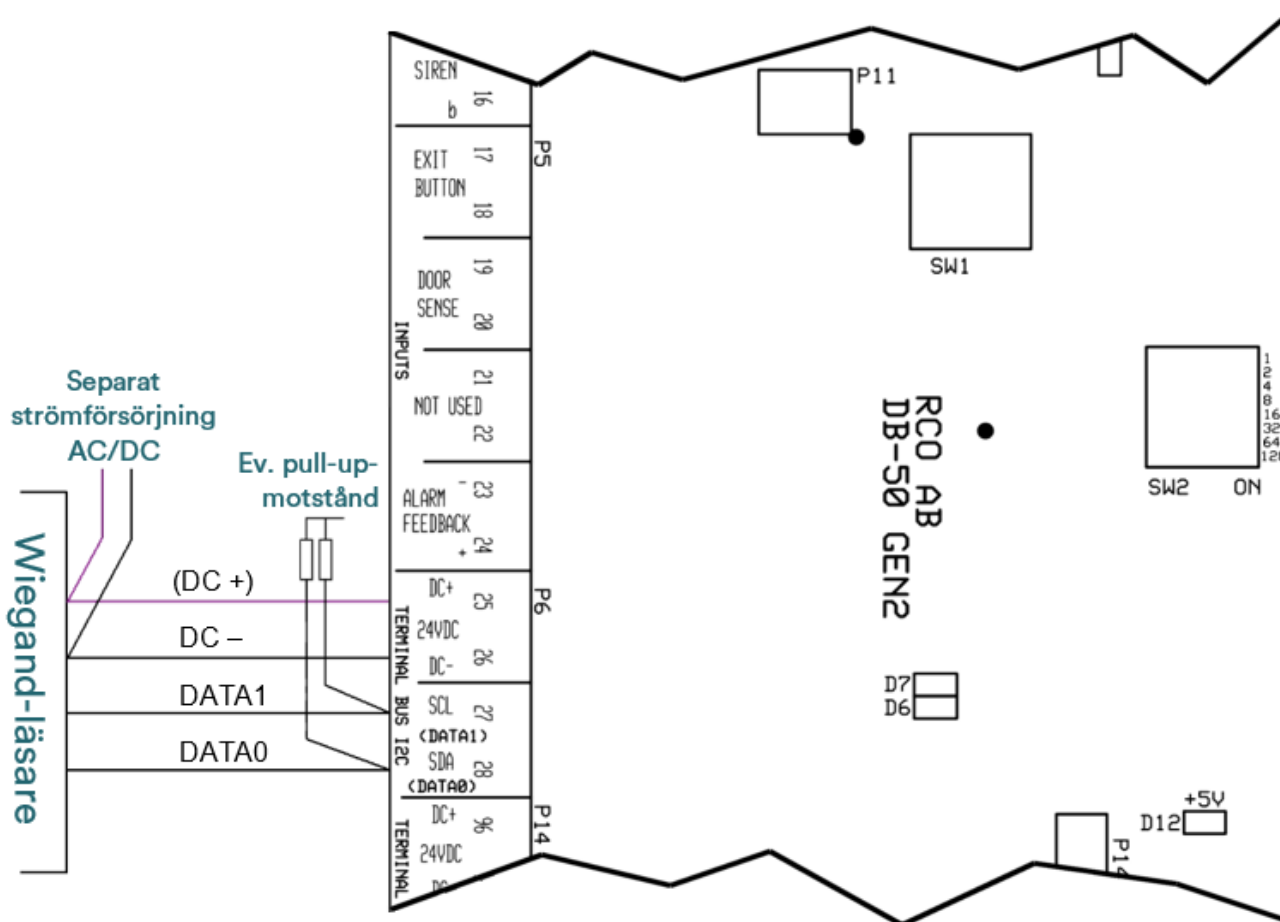 SIREN
b
16
EXIT
BUTTON
17
18
P5
DOOR
SENSE
19
20
INPUTS
NOT USED
21
22
ALARM
FEEDBACK
-
23
+
24
DC+
25
24VDC
DC-
26
P6
TERMINAL BUS I2C
SCL
27
(DATA1)
SDA
28
(DATA0)
DC+
96
24VDC
TERMINAL
P14
Separat
strömförsörjning
AC/DC
Ev. pull-up-
motstånd
Wiegand-läsare
(DC +)
DC –
DATA1
DATA0
P11
SW1
RCO AB
DB-50 GEN2
1
2
4
8
16
32
64
SW2 ON
D7
D6
+5V
D12